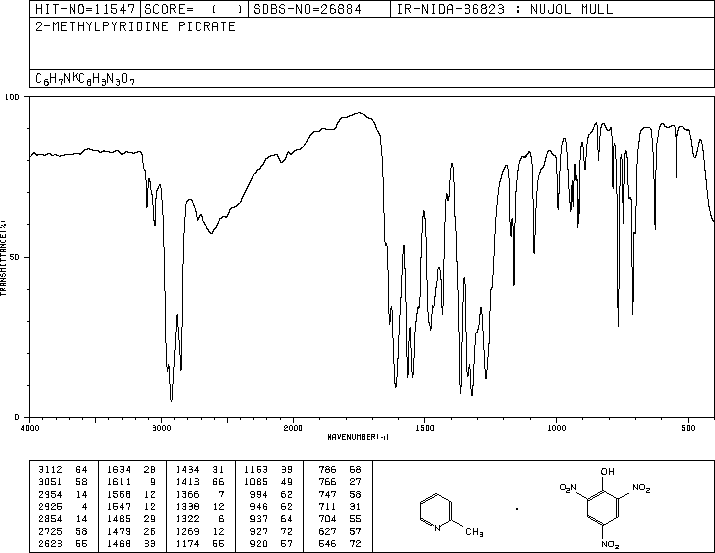 HIT-NO=11547 SCORE= ( ) SDBS-NO=26884 IR-NIDA-36823 : NUJOL MULL
2-METHYLPYRIDINE PICRATE
C6H7NKC6H3N3O7
100
50
0
TRANSMITTANCE(%)
4000 3000 2000 1500 1000 500
WAVENUMBER(-1)
3112 64 1634 28 1434 31 1163 39 786 68
3051 58 1611 9 1413 66 1085 49 766 27
2954 14 1568 12 1366 7 994 62 747 58
2925 4 1547 12 1338 12 946 62 711 31
2854 14 1485 29 1322 6 937 64 704 55
2725 58 1479 26 1269 12 927 72 627 57
2623 55 1468 33 1174 55 920 57 546 72
N
CH3
OH
O2N
NO2
NO2